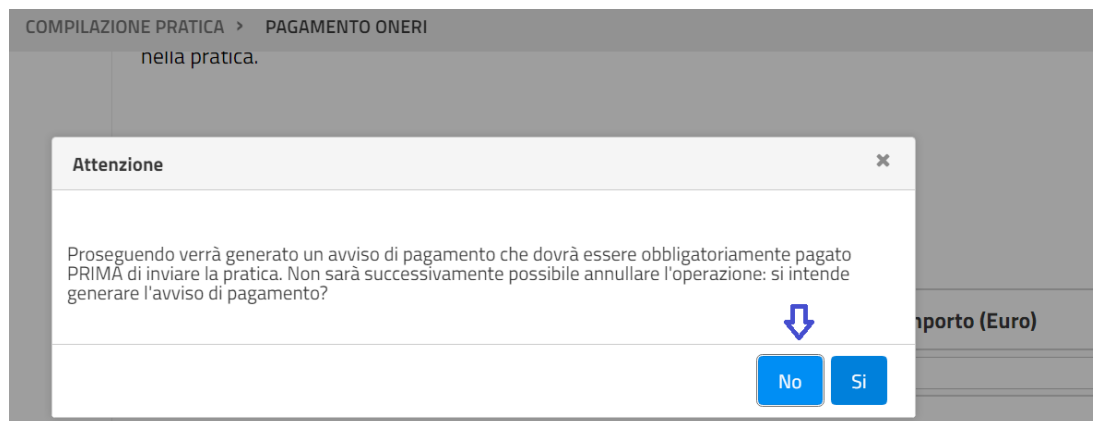 COMPILAZIONE PRATICA > PAGAMENTO ONERI
nella pratica.
Attenzione
Proseguendo verrà generato un avviso di pagamento che dovrà essere obbligatoriamente pagato
PRIMA di inviare la pratica. Non sarà successivamente possibile annullare l'operazione: si intende
generare l'avviso di pagamento?
(Euro)
No Si